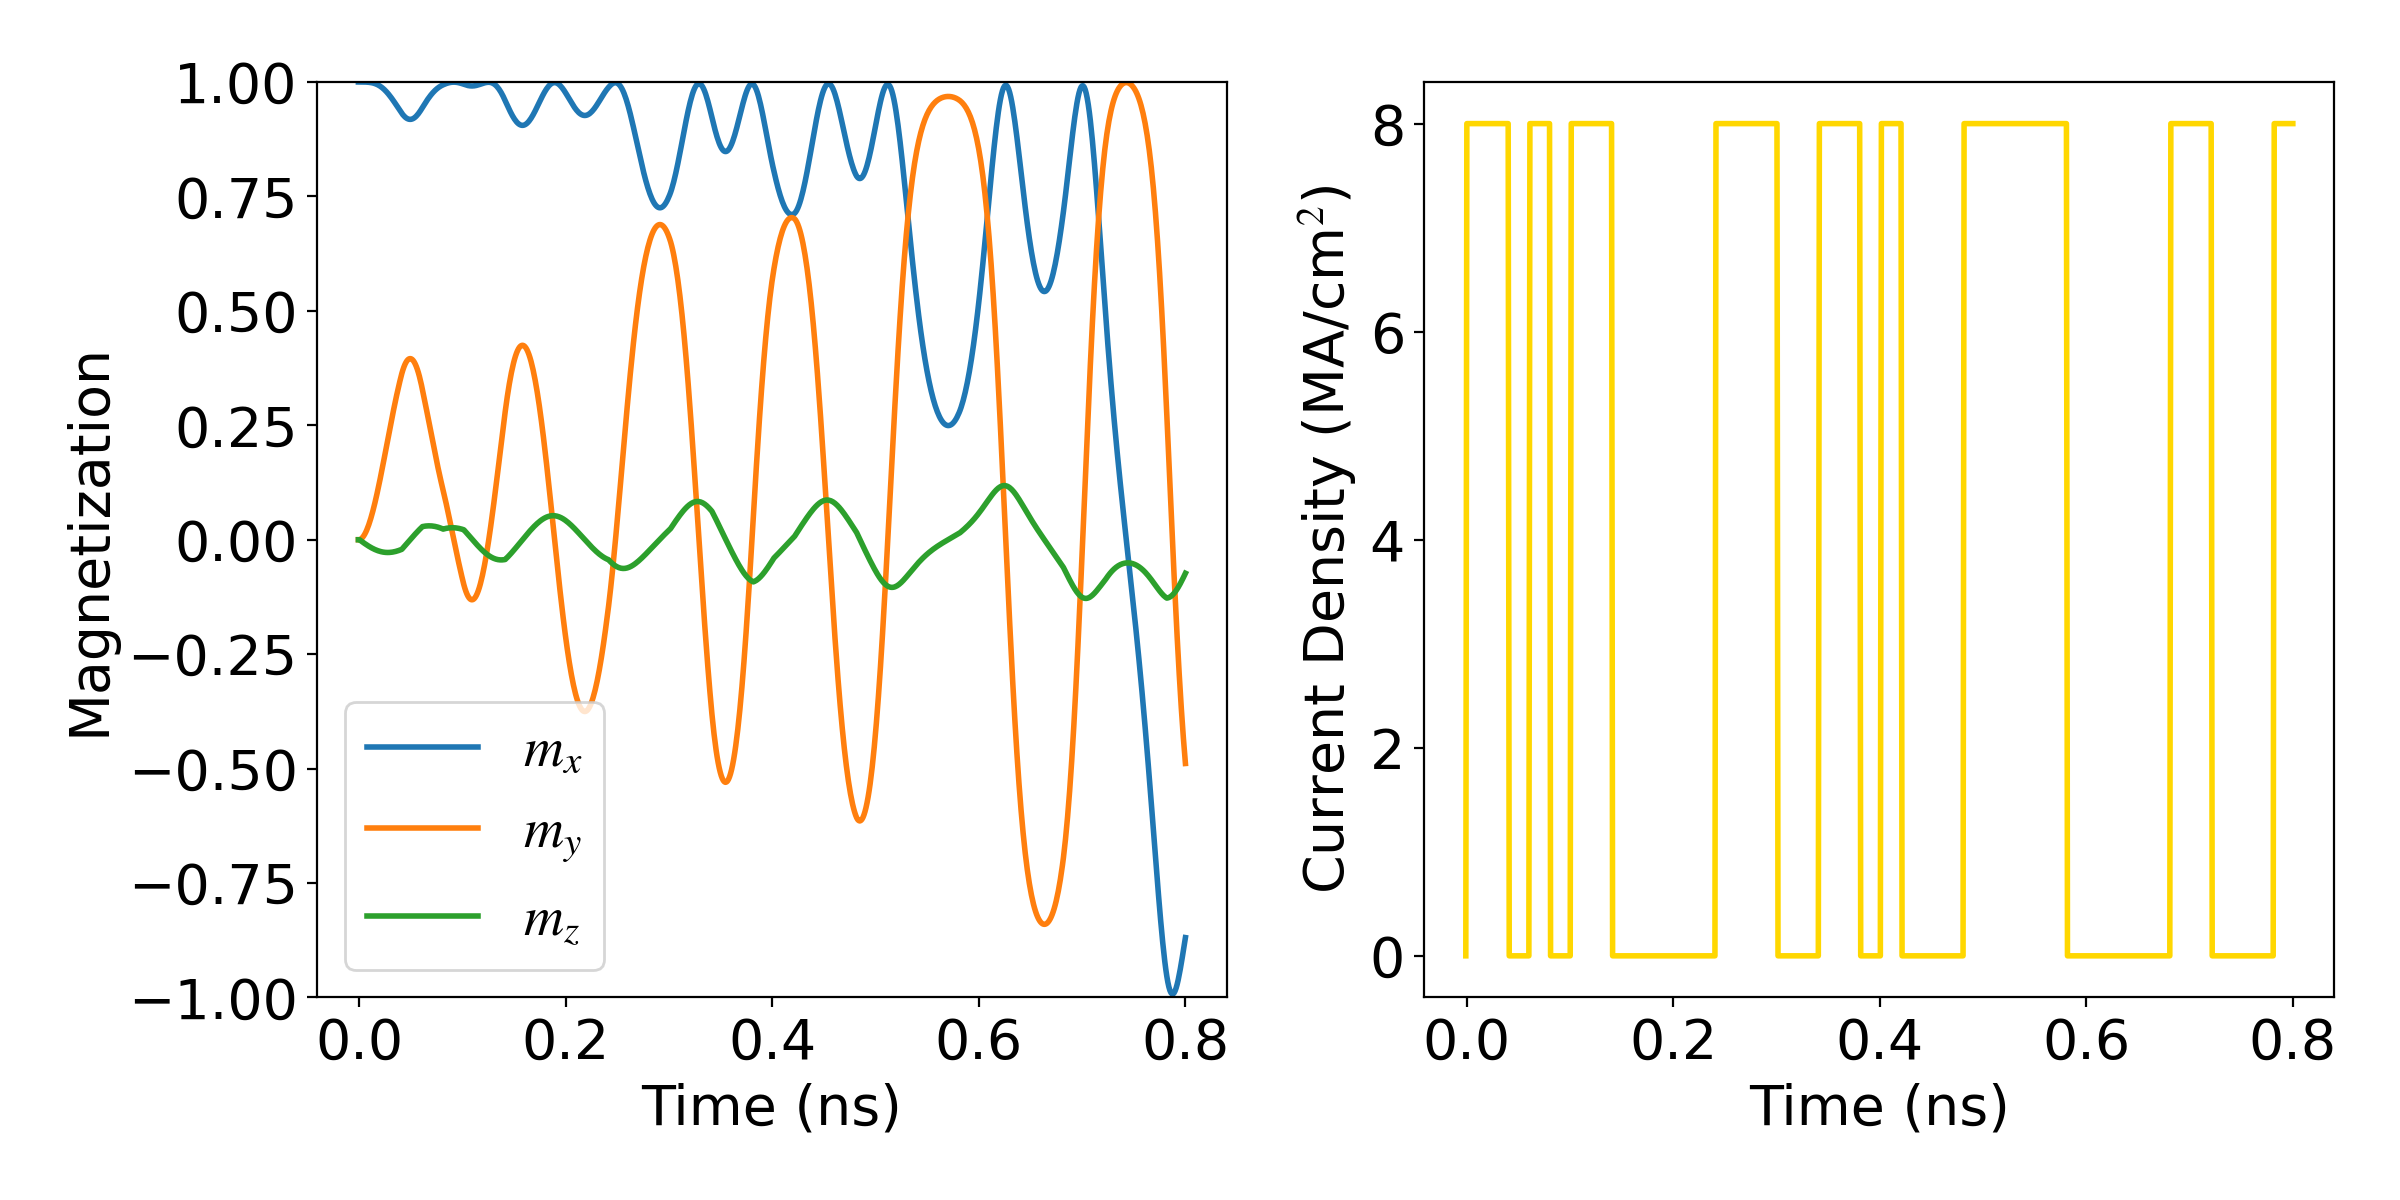 1.00
0.75
0.50
0.25
0.00
−0.25
−0.50
−0.75
−1.00
Magnetization
m_x
m_y
m_z
0.0 0.2 0.4 0.6 0.8
Time (ns)
8
6
4
2
0
Current Density (MA/cm²)
0.0 0.2 0.4 0.6 0.8
Time (ns)